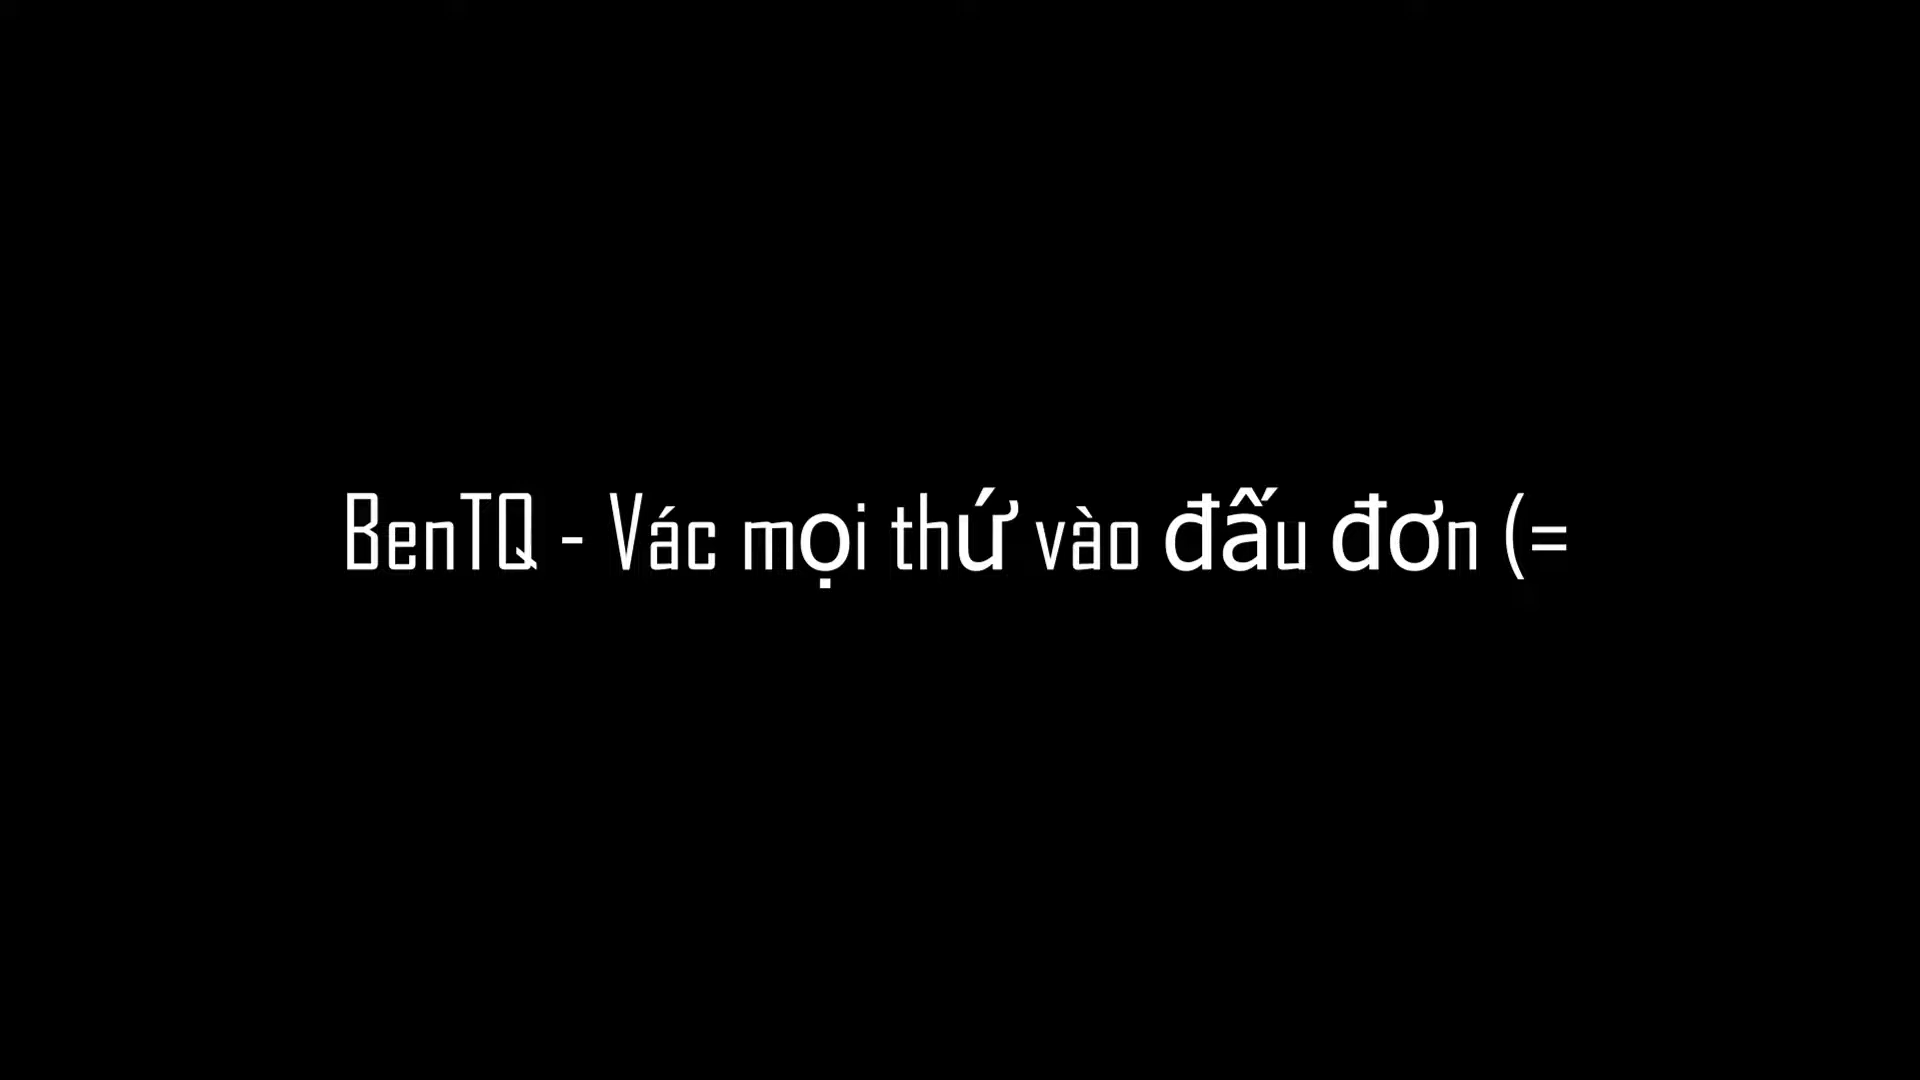 BenTQ - Vác mọi thứ vào đấu đơn (=